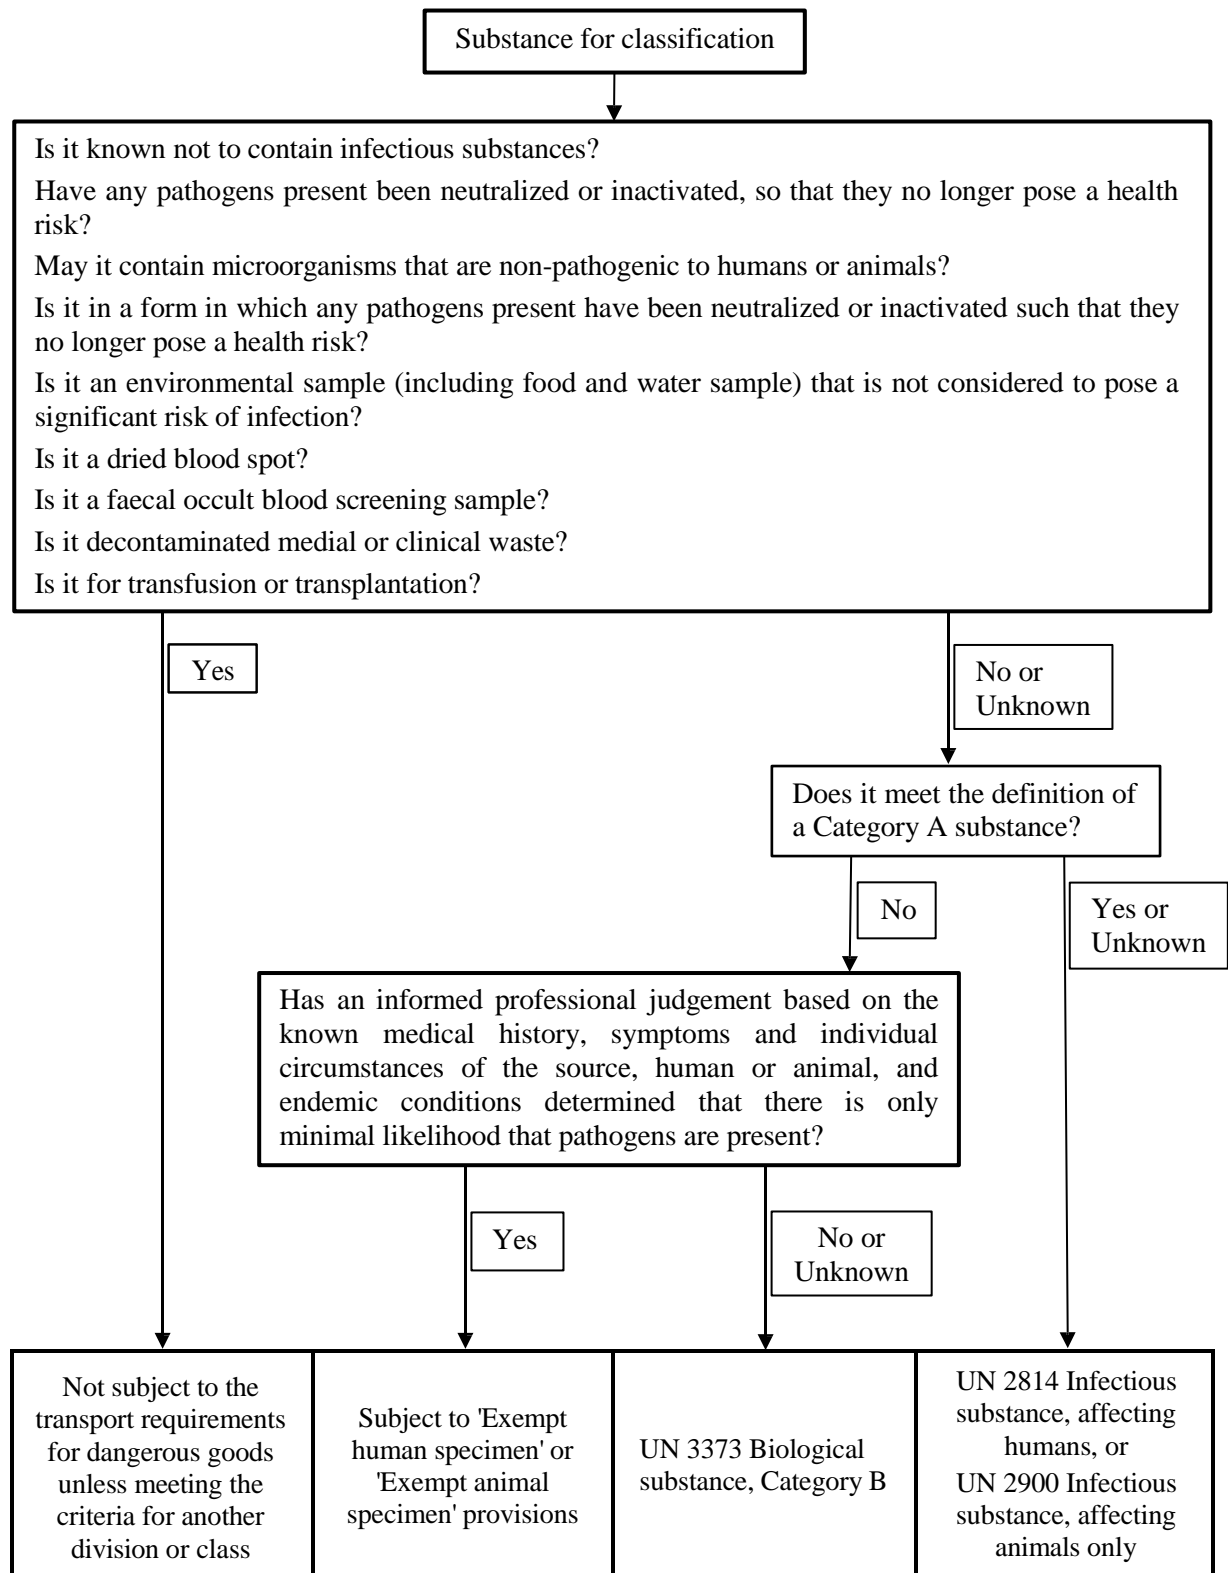 Substance for classification
Is it known not to contain infectious substances?
Have any pathogens present been neutralized or inactivated, so that they no longer pose a health
risk?
May it contain microorganisms that are non-pathogenic to humans or animals?
Is it in a form in which any pathogens present have been neutralized or inactivated such that they
no longer pose a health risk?
Is it an environmental sample (including food and water sample) that is not considered to pose a
significant risk of infection?
Is it a dried blood spot?
Is it a faecal occult blood screening sample?
Is it decontaminated medial or clinical waste?
Is it for transfusion or transplantation?
Yes
No or
Unknown
Does it meet the definition of
a Category A substance?
No
Yes or
Unknown
Has an informed professional judgement based on the
known medical history, symptoms and individual
circumstances of the source, human or animal, and
endemic conditions determined that there is only
minimal likelihood that pathogens are present?
Yes
No or
Unknown
Not subject to the
transport requirements
for dangerous goods
unless meeting the
criteria for another
division or class
Subject to 'Exempt
human specimen' or
'Exempt animal
specimen' provisions
UN 3373 Biological
substance, Category B
UN 2814 Infectious
substance, affecting
humans, or
UN 2900 Infectious
substance, affecting
animals only